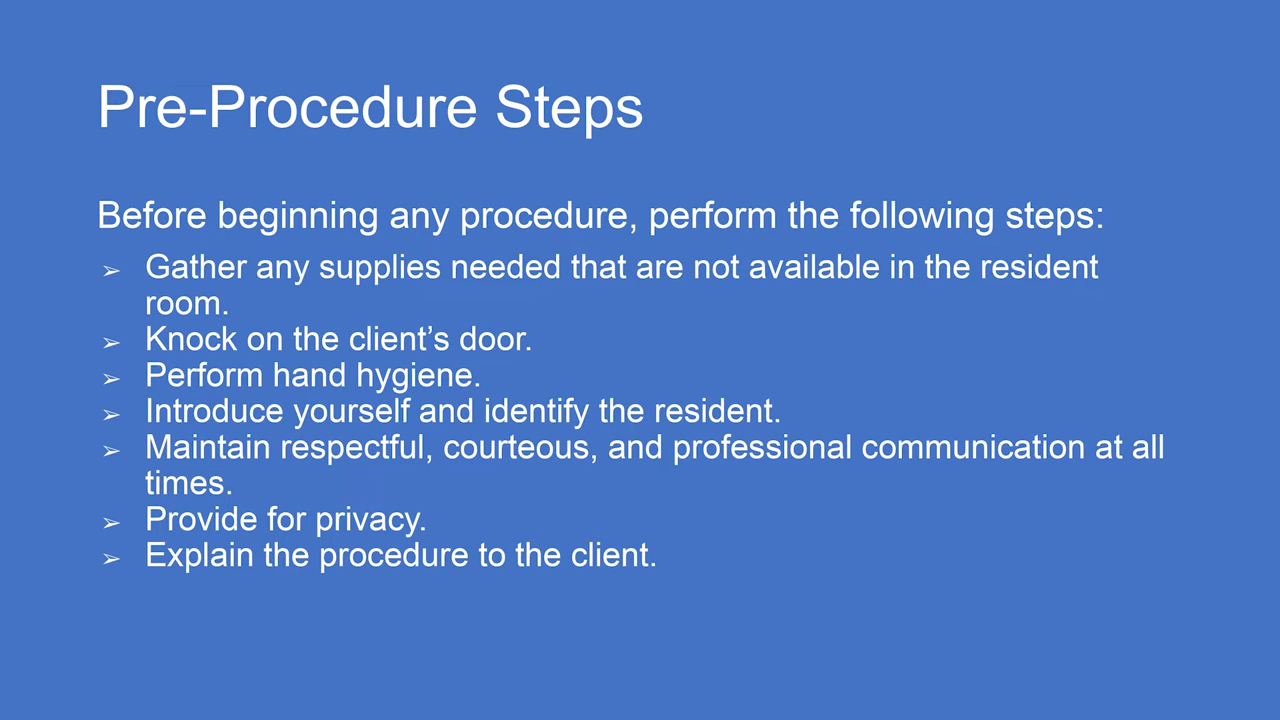 Pre-Procedure Steps
Before beginning any procedure, perform the following steps:
➢ Gather any supplies needed that are not available in the resident
room.
➢ Knock on the client’s door.
➢ Perform hand hygiene.
➢ Introduce yourself and identify the resident.
➢ Maintain respectful, courteous, and professional communication at all
times.
➢ Provide for privacy.
➢ Explain the procedure to the client.